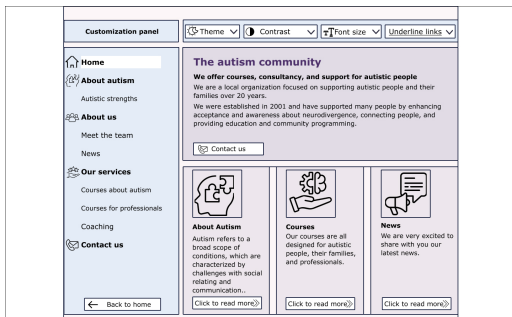 Customization panel
Theme
Contrast
Font size
Underline links
Home
About autism
Autistic strengths
About us
Meet the team
News
Our services
Courses about autism
Courses for professionals
Coaching
Contact us
Back to home
The autism community
We offer courses, consultancy, and support for autistic people
We are a local organization focused on supporting autistic people and their
families over 20 years.
We were established in 2001 and have supported many people by enhancing
acceptance and awareness about neurodivergence, connecting people, and
providing education and community programming.
Contact us
About Autism
Autism refers to a
broad scope of
conditions, which are
characterized by
challenges with social
relating and
communication..
Click to read more
Courses
Our courses are all
designed for autistic
people, their families,
and professionals.
Click to read more
News
We are very excited to
share with you our
latest news.
Click to read more